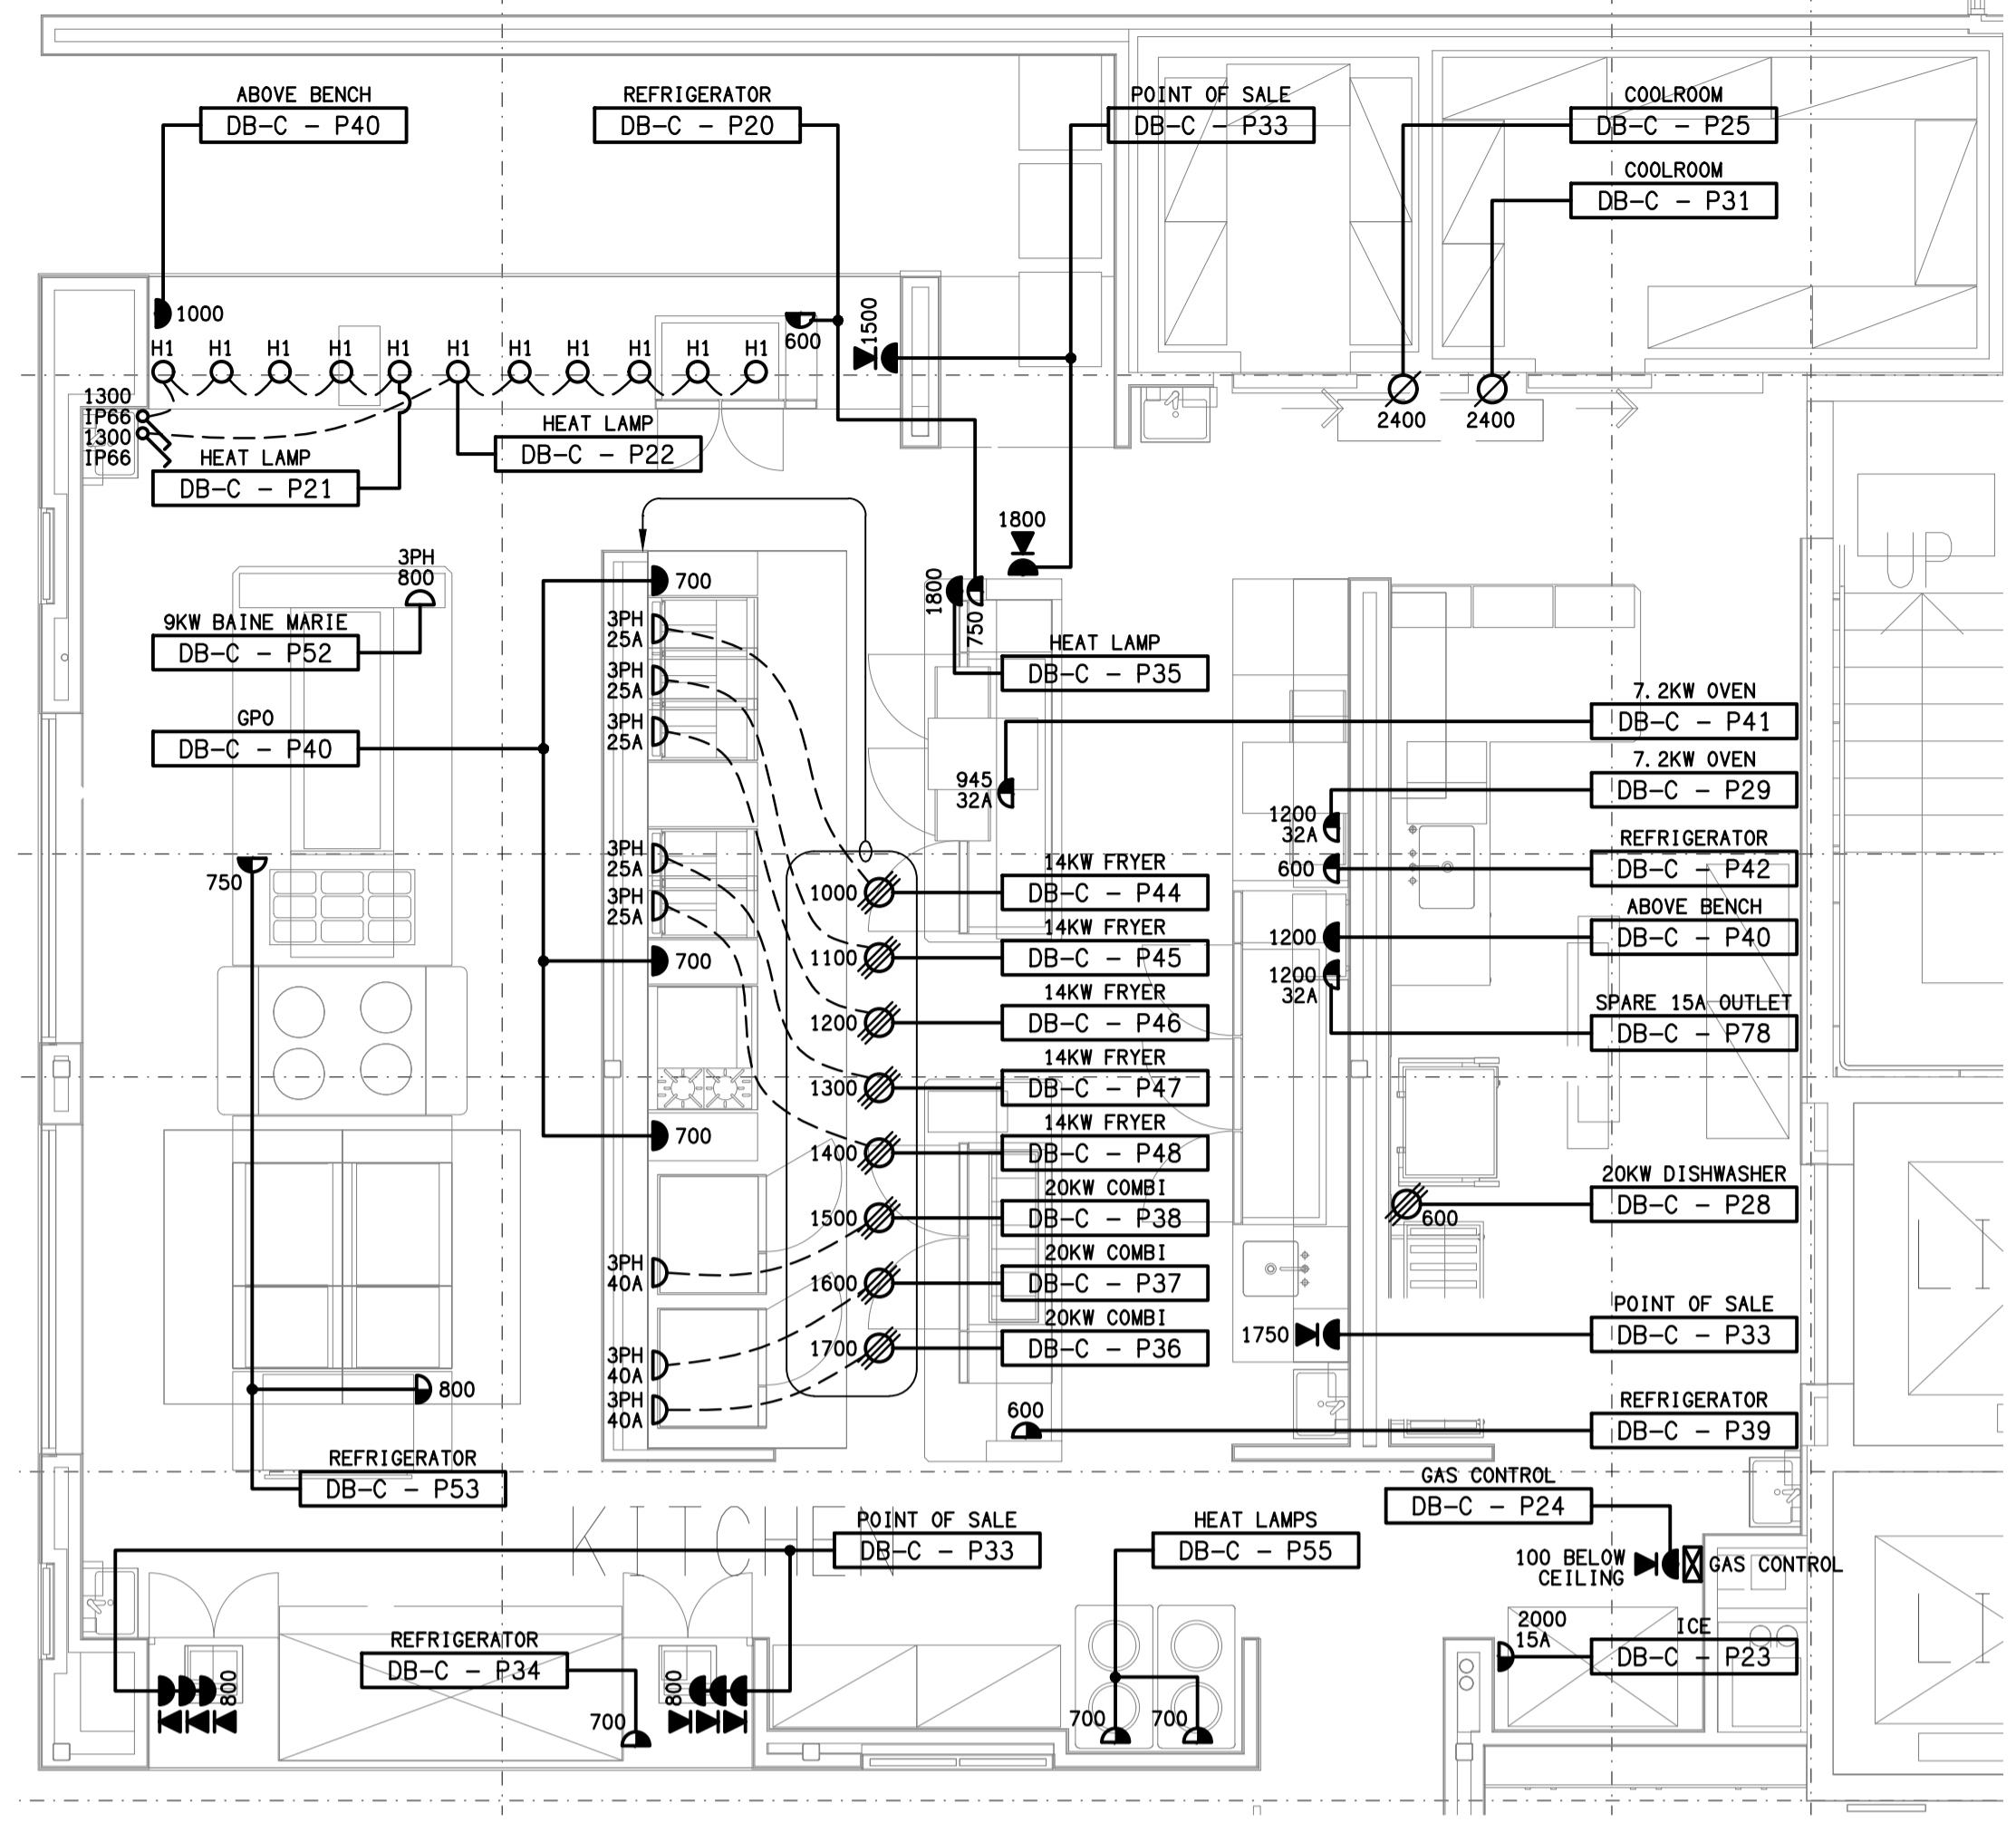 ABOVE BENCH
DB-C - P40
REFRIGERATOR
DB-C - P20
POINT OF SALE
DB-C - P33
COOLROOM
DB-C - P25
COOLROOM
DB-C - P31
1000
600
1500
H1 H1 H1 H1 H1 H1 H1 H1 H1 H1 H1
1300
IP66
1300
IP66
2400 2400
HEAT LAMP
DB-C - P22
HEAT LAMP
DB-C - P21
1800
UP
3PH
800
700
1800
750
9KW BAINE MARIE
DB-C - P52
3PH
25A
3PH
25A
3PH
25A
HEAT LAMP
DB-C - P35
GPO
DB-C - P40
7.2KW OVEN
DB-C - P41
945
32A
7.2KW OVEN
DB-C - P29
1200
32A
REFRIGERATOR
DB-C - P42
600
750
3PH
25A
3PH
25A
1000
14KW FRYER
DB-C - P44
ABOVE BENCH
DB-C - P40
1200
700
1100
14KW FRYER
DB-C - P45
1200
32A
SPARE 15A OUTLET
DB-C - P78
1200
14KW FRYER
DB-C - P46
1300
14KW FRYER
DB-C - P47
700
1400
14KW FRYER
DB-C - P48
1500
20KW COMBI
DB-C - P38
20KW DISHWASHER
DB-C - P28
600
3PH
40A
1600
20KW COMBI
DB-C - P37
1700
20KW COMBI
DB-C - P36
1750
POINT OF SALE
DB-C - P33
3PH
40A
3PH
40A
800
600
REFRIGERATOR
DB-C - P39
REFRIGERATOR
DB-C - P53
KITCHEN
POINT OF SALE
DB-C - P33
HEAT LAMPS
DB-C - P55
GAS CONTROL
DB-C - P24
100 BELOW
CEILING
GAS CONTROL
REFRIGERATOR
DB-C - P34
2000
15A
ICE
DB-C - P23
800
800
700
700 700